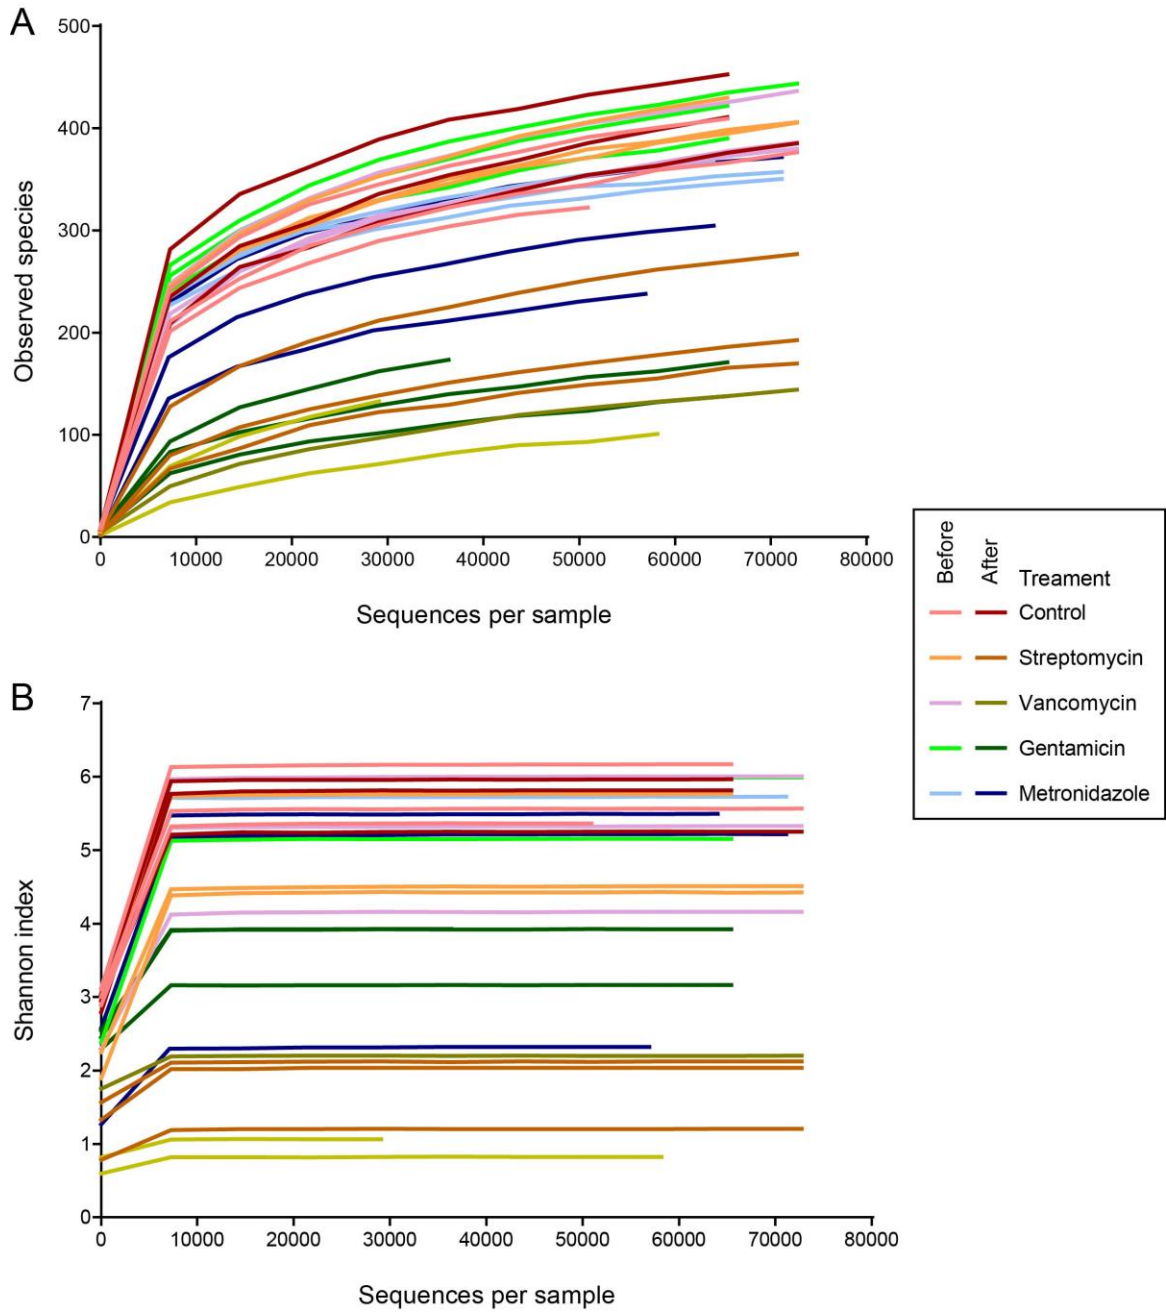 A
500
400
300
200
100
0
Observed species
0 10000 20000 30000 40000 50000 60000 70000 80000
Sequences per sample
Before
After
Treament
Control
Streptomycin
Vancomycin
Gentamicin
Metronidazole
B
7
6
5
4
3
2
1
0
Shannon index
0 10000 20000 30000 40000 50000 60000 70000 80000
Sequences per sample